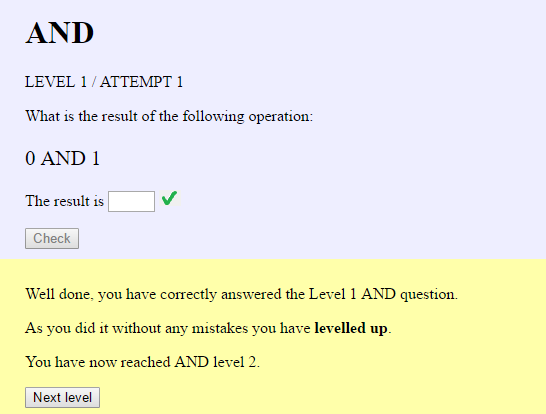 AND
LEVEL 1 / ATTEMPT 1
What is the result of the following operation:
0 AND 1
The result is
Check
Well done, you have correctly answered the Level 1 AND question.
As you did it without any mistakes you have levelled up.
You have now reached AND level 2.
Next level